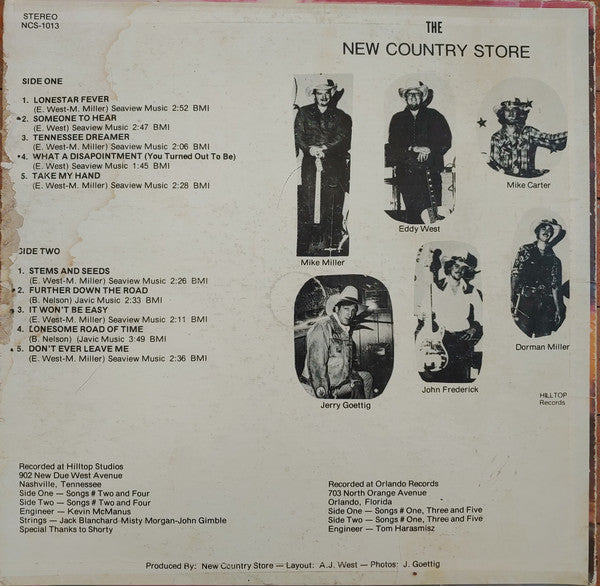 STEREO
NCS-1013
THE
NEW COUNTRY STORE
SIDE ONE
1. LONESTAR FEVER
(E. West-M. Miller) Seaview Music 2:52 BMI
2. SOMEONE TO HEAR
(E. West) Seaview Music 2:47 BMI
3. TENNESSEE DREAMER
(E. West-M. Miller) Seaview Music 2:06 BMI
4. WHAT A DISAPOINTMENT (You Turned Out To Be)
(E. West) Seaview Music 1:45 BMI
5. TAKE MY HAND
(E. West-M. Miller) Seaview Music 2:28 BMI
SIDE TWO
1. STEMS AND SEEDS
(E. West-M. Miller) Seaview Music 2:26 BMI
2. FURTHER DOWN THE ROAD
(B. Nelson) Javic Music 2:33 BMI
3. IT WON'T BE EASY
(E. West-M. Miller) Seaview Music 2:11 BMI
4. LONESOME ROAD OF TIME
(B. Nelson) (Javic Music 3:49 BMI
5. DON'T EVER LEAVE ME
(E. West-M. Miller) Seaview Music 2:36 BMI
Mike Miller
Eddy West
Mike Carter
Jerry Goettig
John Frederick
Dorman Miller
HILLTOP
Records
Recorded at Hilltop Studios
902 New Due West Avenue
Nashville, Tennessee
Side One — Songs # Two and Four
Side Two — Songs # Two and Four
Engineer — Kevin McManus
Strings — Jack Blanchard-Misty Morgan-John Gimble
Special Thanks to Shorty
Recorded at Orlando Records
703 North Orange Avenue
Orlando, Florida
Side One — Songs # One, Three and Five
Side Two — Songs # One, Three and Five
Engineer — Tom Harasmisz
Produced By: New Country Store — Layout: A.J. West — Photos: J. Goettig